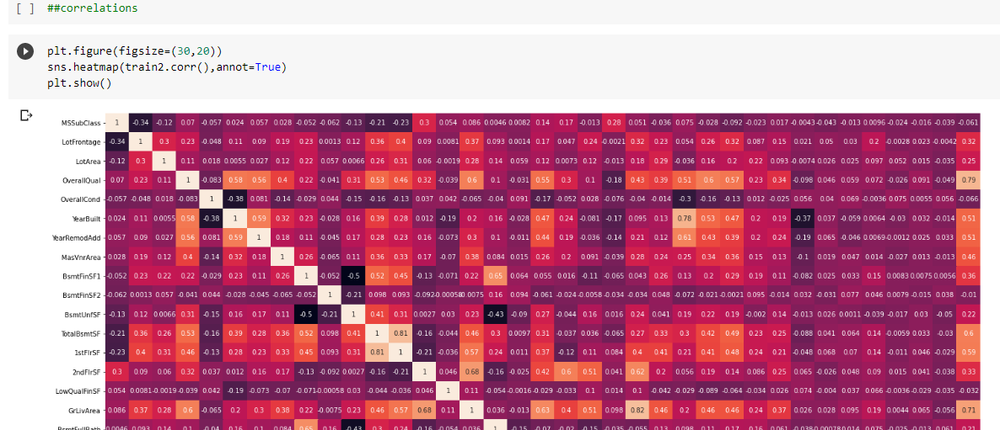 [ ] ##correlations
plt.figure(figsize=(30,20))
sns.heatmap(train2.corr(),annot=True)
plt.show()
MSSubClass 1 -0.34 -0.12 0.07 -0.057 0.024 0.057 0.028 -0.052 -0.062 -0.13 -0.21 -0.23 0.3 0.054 0.086 0.0046 0.0082 0.14 0.17 -0.013 0.28 0.051 -0.036 0.075 -0.028 -0.092 -0.023 0.017 -0.0043 -0.043 -0.013 0.0096 -0.024 -0.016 -0.039 -0.061
LotFrontage -0.34 1 0.3 0.23 -0.048 0.11 0.09 0.19 0.23 0.0013 0.12 0.36 0.4 0.09 0.0081 0.37 0.093 0.0014 0.17 0.047 0.24 -0.0021 0.32 0.23 0.054 0.26 0.32 0.087 0.15 0.021 0.05 0.03 0.2 -0.0028 0.023 -0.0042 0.32
LotArea -0.12 0.3 1 0.11 0.018 0.0055 0.027 0.12 0.22 0.057 0.0066 0.26 0.31 0.06 -0.0019 0.28 0.14 0.059 0.12 0.0073 0.12 -0.013 0.18 0.29 -0.036 0.16 0.2 0.22 0.093 -0.0074 0.026 0.025 0.097 0.052 0.015 -0.035 0.25
OverallQual 0.07 0.23 0.11 1 -0.083 0.58 0.56 0.4 0.22 -0.041 0.31 0.53 0.46 0.32 -0.039 0.6 0.1 -0.031 0.55 0.3 0.1 -0.18 0.43 0.39 0.51 0.6 0.57 0.23 0.34 -0.098 0.046 0.059 0.072 -0.026 0.091 -0.049 0.79
OverallCond -0.057 -0.048 0.018 -0.083 1 -0.38 0.081 -0.14 -0.029 0.044 -0.15 -0.16 -0.13 0.037 0.042 -0.065 -0.04 0.091 -0.17 -0.052 0.028 -0.076 -0.04 -0.014 -0.3 -0.16 -0.13 0.012 -0.025 0.056 0.04 0.069 -0.0036 0.075 0.0055 0.056 -0.066
YearBuilt 0.024 0.11 0.0055 0.58 -0.38 1 0.59 0.32 0.23 -0.028 0.16 0.39 0.28 0.012 -0.19 0.2 0.16 -0.028 0.47 0.24 -0.081 -0.17 0.095 0.13 0.78 0.53 0.47 0.2 0.19 -0.37 0.037 -0.059 0.0064 -0.03 0.032 -0.014 0.51
YearRemodAdd 0.057 0.09 0.027 0.56 0.081 0.59 1 0.18 0.11 -0.045 0.17 0.28 0.23 0.16 -0.073 0.3 0.1 -0.011 0.44 0.19 -0.036 -0.14 0.21 0.12 0.61 0.43 0.39 0.2 0.24 -0.19 0.065 -0.046 0.0069 -0.0012 0.025 0.033 0.51
MasVnrArea 0.028 0.19 0.12 0.4 -0.14 0.32 0.18 1 0.26 -0.065 0.11 0.36 0.33 0.17 -0.07 0.38 0.084 0.015 0.26 0.2 0.091 -0.039 0.28 0.24 0.25 0.34 0.36 0.15 0.13 -0.1 0.019 0.047 0.014 -0.027 0.013 -0.013 0.46
BsmtFinSF1 -0.052 0.23 0.22 0.22 -0.029 0.23 0.11 0.26 1 -0.052 -0.5 0.52 0.45 -0.13 -0.071 0.22 0.65 0.064 0.055 0.016 -0.11 -0.065 0.043 0.26 0.13 0.2 0.29 0.19 0.11 -0.082 0.025 0.033 0.15 0.0083 0.0075 0.0056 0.36
BsmtFinSF2 -0.062 0.0013 0.057 -0.041 0.044 -0.028 -0.045 -0.065 -0.052 1 -0.21 0.098 0.093 -0.092 -0.00058 0.0075 0.16 0.094 -0.061 -0.024 -0.0058 -0.034 -0.034 0.048 -0.072 -0.021 -0.0021 0.095 -0.014 0.032 -0.031 0.077 0.046 0.0079 -0.015 0.038 -0.01
BsmtUnfSF -0.13 0.12 0.0066 0.31 -0.15 0.16 0.17 0.11 -0.5 -0.21 1 0.41 0.31 0.0027 0.03 0.23 -0.43 -0.09 0.27 -0.044 0.16 0.026 0.24 0.041 0.19 0.22 0.19 -0.002 0.14 -0.013 0.026 0.0011 -0.039 -0.017 0.03 -0.05 0.22
TotalBsmtSF -0.21 0.36 0.26 0.53 -0.16 0.39 0.28 0.36 0.52 0.098 0.41 1 0.81 -0.16 -0.044 0.46 0.3 0.0097 0.31 -0.037 0.036 -0.065 0.27 0.33 0.3 0.42 0.49 0.23 0.25 -0.088 0.041 0.064 0.14 -0.0059 0.033 -0.03 0.6
1stFlrSF -0.23 0.4 0.31 0.46 -0.13 0.28 0.23 0.33 0.45 0.093 0.31 0.81 1 -0.21 -0.036 0.57 0.24 0.011 0.37 -0.12 0.11 0.084 0.4 0.41 0.21 0.41 0.48 0.24 0.21 -0.048 0.068 0.07 0.14 -0.011 0.046 -0.029 0.59
2ndFlrSF 0.3 0.09 0.06 0.32 0.037 0.012 0.16 0.17 -0.13 -0.092 0.0027 -0.16 -0.21 1 0.046 0.68 -0.16 -0.025 0.42 0.6 0.51 0.041 0.62 0.2 0.056 0.19 0.14 0.086 0.25 0.065 -0.026 0.048 0.09 0.015 0.041 -0.038 0.33
LowQualFinSF 0.054 0.0081 -0.0019 -0.039 0.042 -0.19 -0.073 -0.07 -0.071 -0.00058 0.03 -0.044 -0.036 0.046 1 0.11 -0.054 -0.0016 -0.029 -0.033 0.1 0.014 0.1 -0.042 -0.029 -0.089 -0.064 -0.034 0.026 0.074 -0.004 0.037 0.066 -0.0036 -0.029 -0.035 -0.032
GrLivArea 0.086 0.37 0.28 0.6 -0.065 0.2 0.3 0.38 0.22 -0.0075 0.23 0.46 0.57 0.68 0.11 1 0.036 -0.013 0.63 0.4 0.51 0.098 0.82 0.46 0.2 0.46 0.46 0.24 0.37 0.026 0.028 0.095 0.19 0.0044 0.065 -0.056 0.71